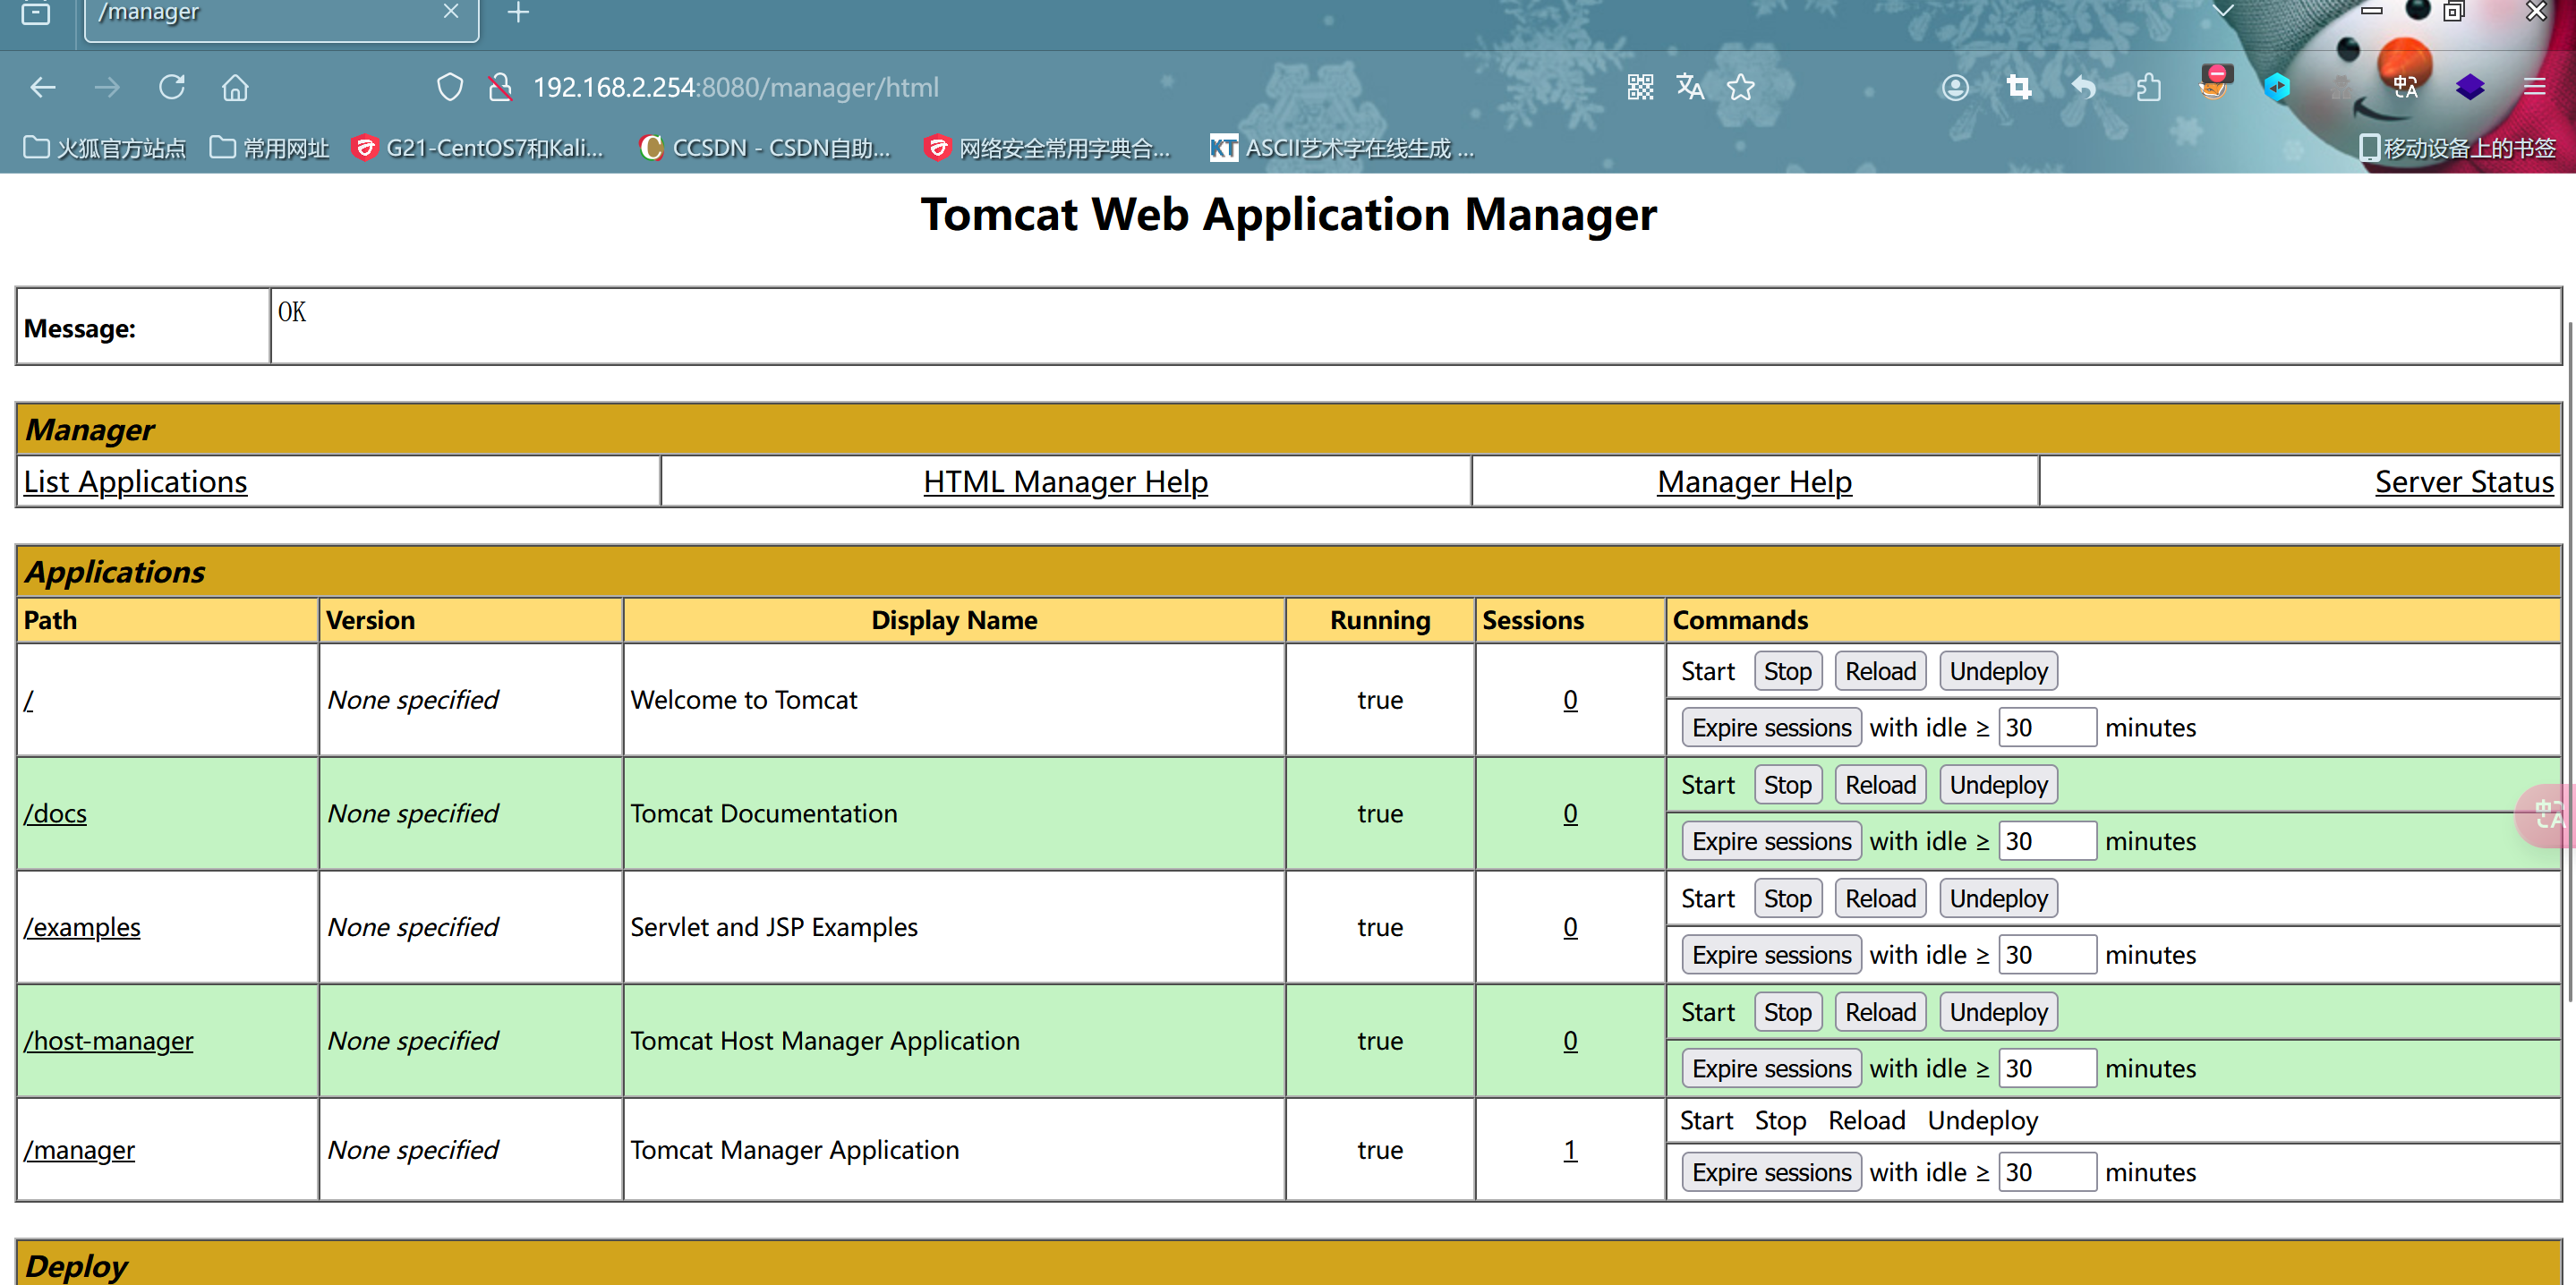 /manager
192.168.2.254:8080/manager/html
火狐官方站点 常用网址 G21-CentOS7和Kali... CCSDN - CSDN自助... 网络安全常用字典合... KT ASCII艺术字在线生成 ... 移动设备上的书签
Tomcat Web Application Manager
Message: OK
Manager
List Applications HTML Manager Help Manager Help Server Status
Applications
Path Version Display Name Running Sessions Commands
/ None specified Welcome to Tomcat true 0 Start Stop Reload Undeploy
Expire sessions with idle ≥ 30 minutes
/docs None specified Tomcat Documentation true 0 Start Stop Reload Undeploy
Expire sessions with idle ≥ 30 minutes
/examples None specified Servlet and JSP Examples true 0 Start Stop Reload Undeploy
Expire sessions with idle ≥ 30 minutes
/host-manager None specified Tomcat Host Manager Application true 0 Start Stop Reload Undeploy
Expire sessions with idle ≥ 30 minutes
/manager None specified Tomcat Manager Application true 1 Start Stop Reload Undeploy
Expire sessions with idle ≥ 30 minutes
Deploy